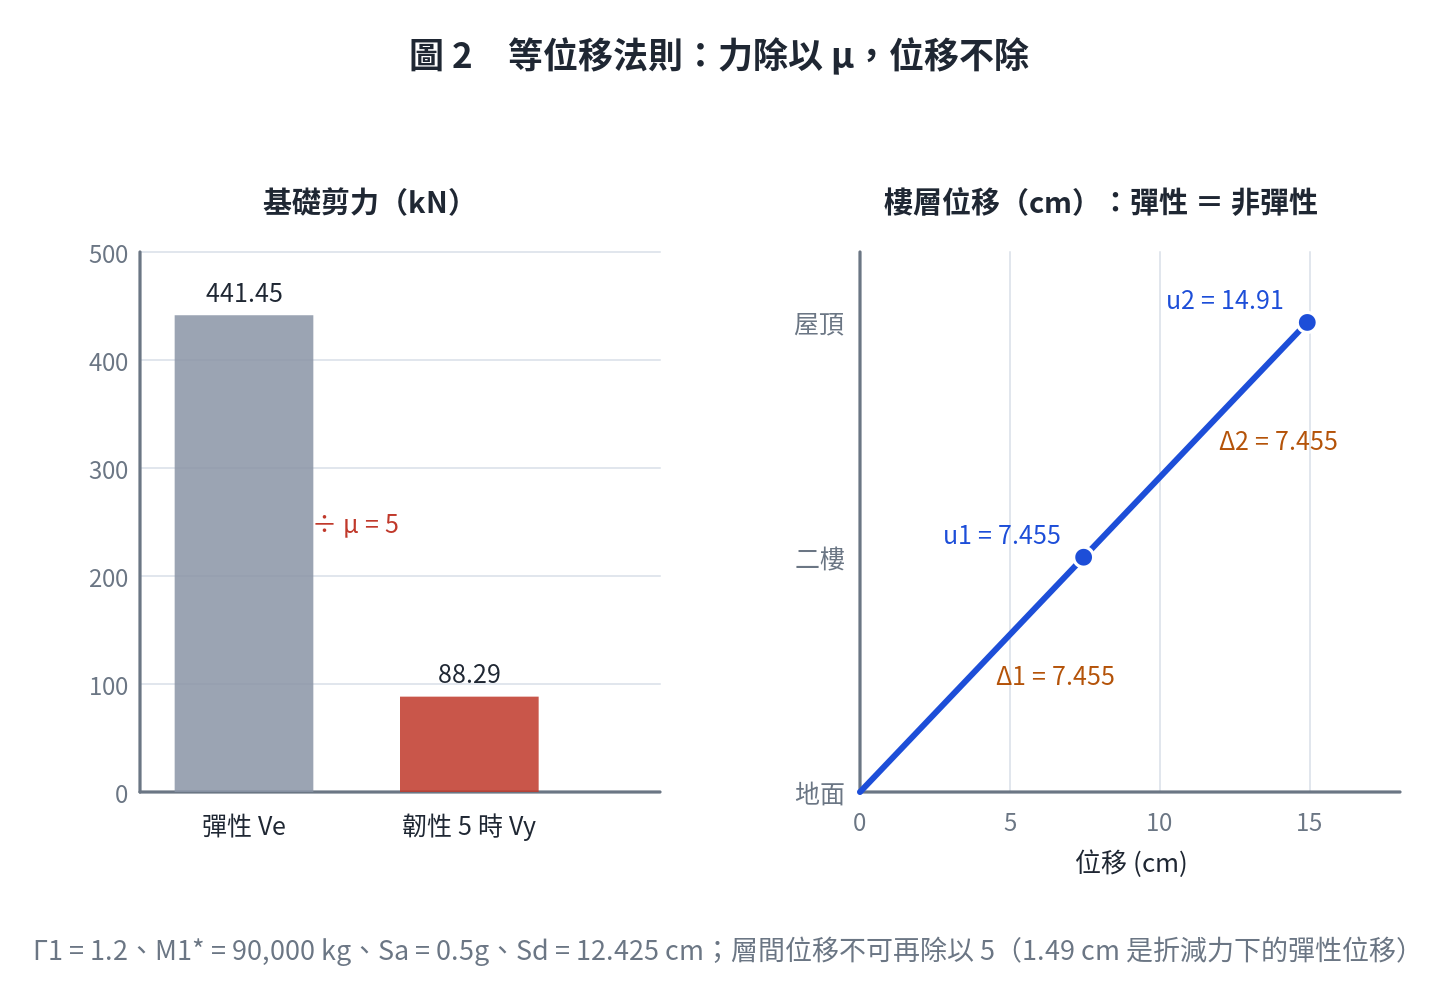 圖 2　等位移法則：力除以 μ，位移不除
基礎剪力（kN）
500
400
300
200
100
0
441.45
÷ μ = 5
88.29
彈性 Ve
韌性 5 時 Vy
樓層位移（cm）：彈性 ＝ 非彈性
屋頂
二樓
地面
u2 = 14.91
Δ2 = 7.455
u1 = 7.455
Δ1 = 7.455
0
5
10
15
位移 (cm)
Γ1 = 1.2、M1* = 90,000 kg、Sa = 0.5g、Sd = 12.425 cm；層間位移不可再除以 5（1.49 cm 是折減力下的彈性位移）